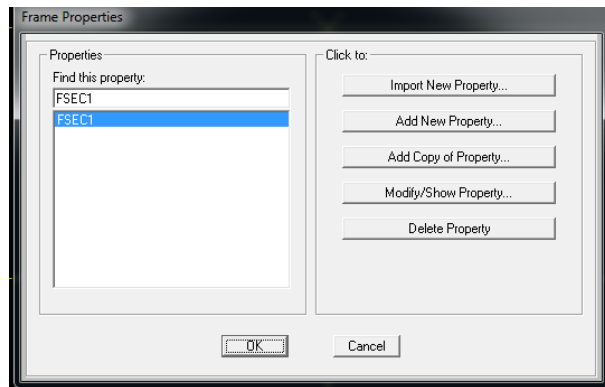 Frame Properties
Properties
Find this property:
FSEC1
FSEC1
Click to:
Import New Property...
Add New Property...
Add Copy of Property...
Modify/Show Property...
Delete Property
OK
Cancel